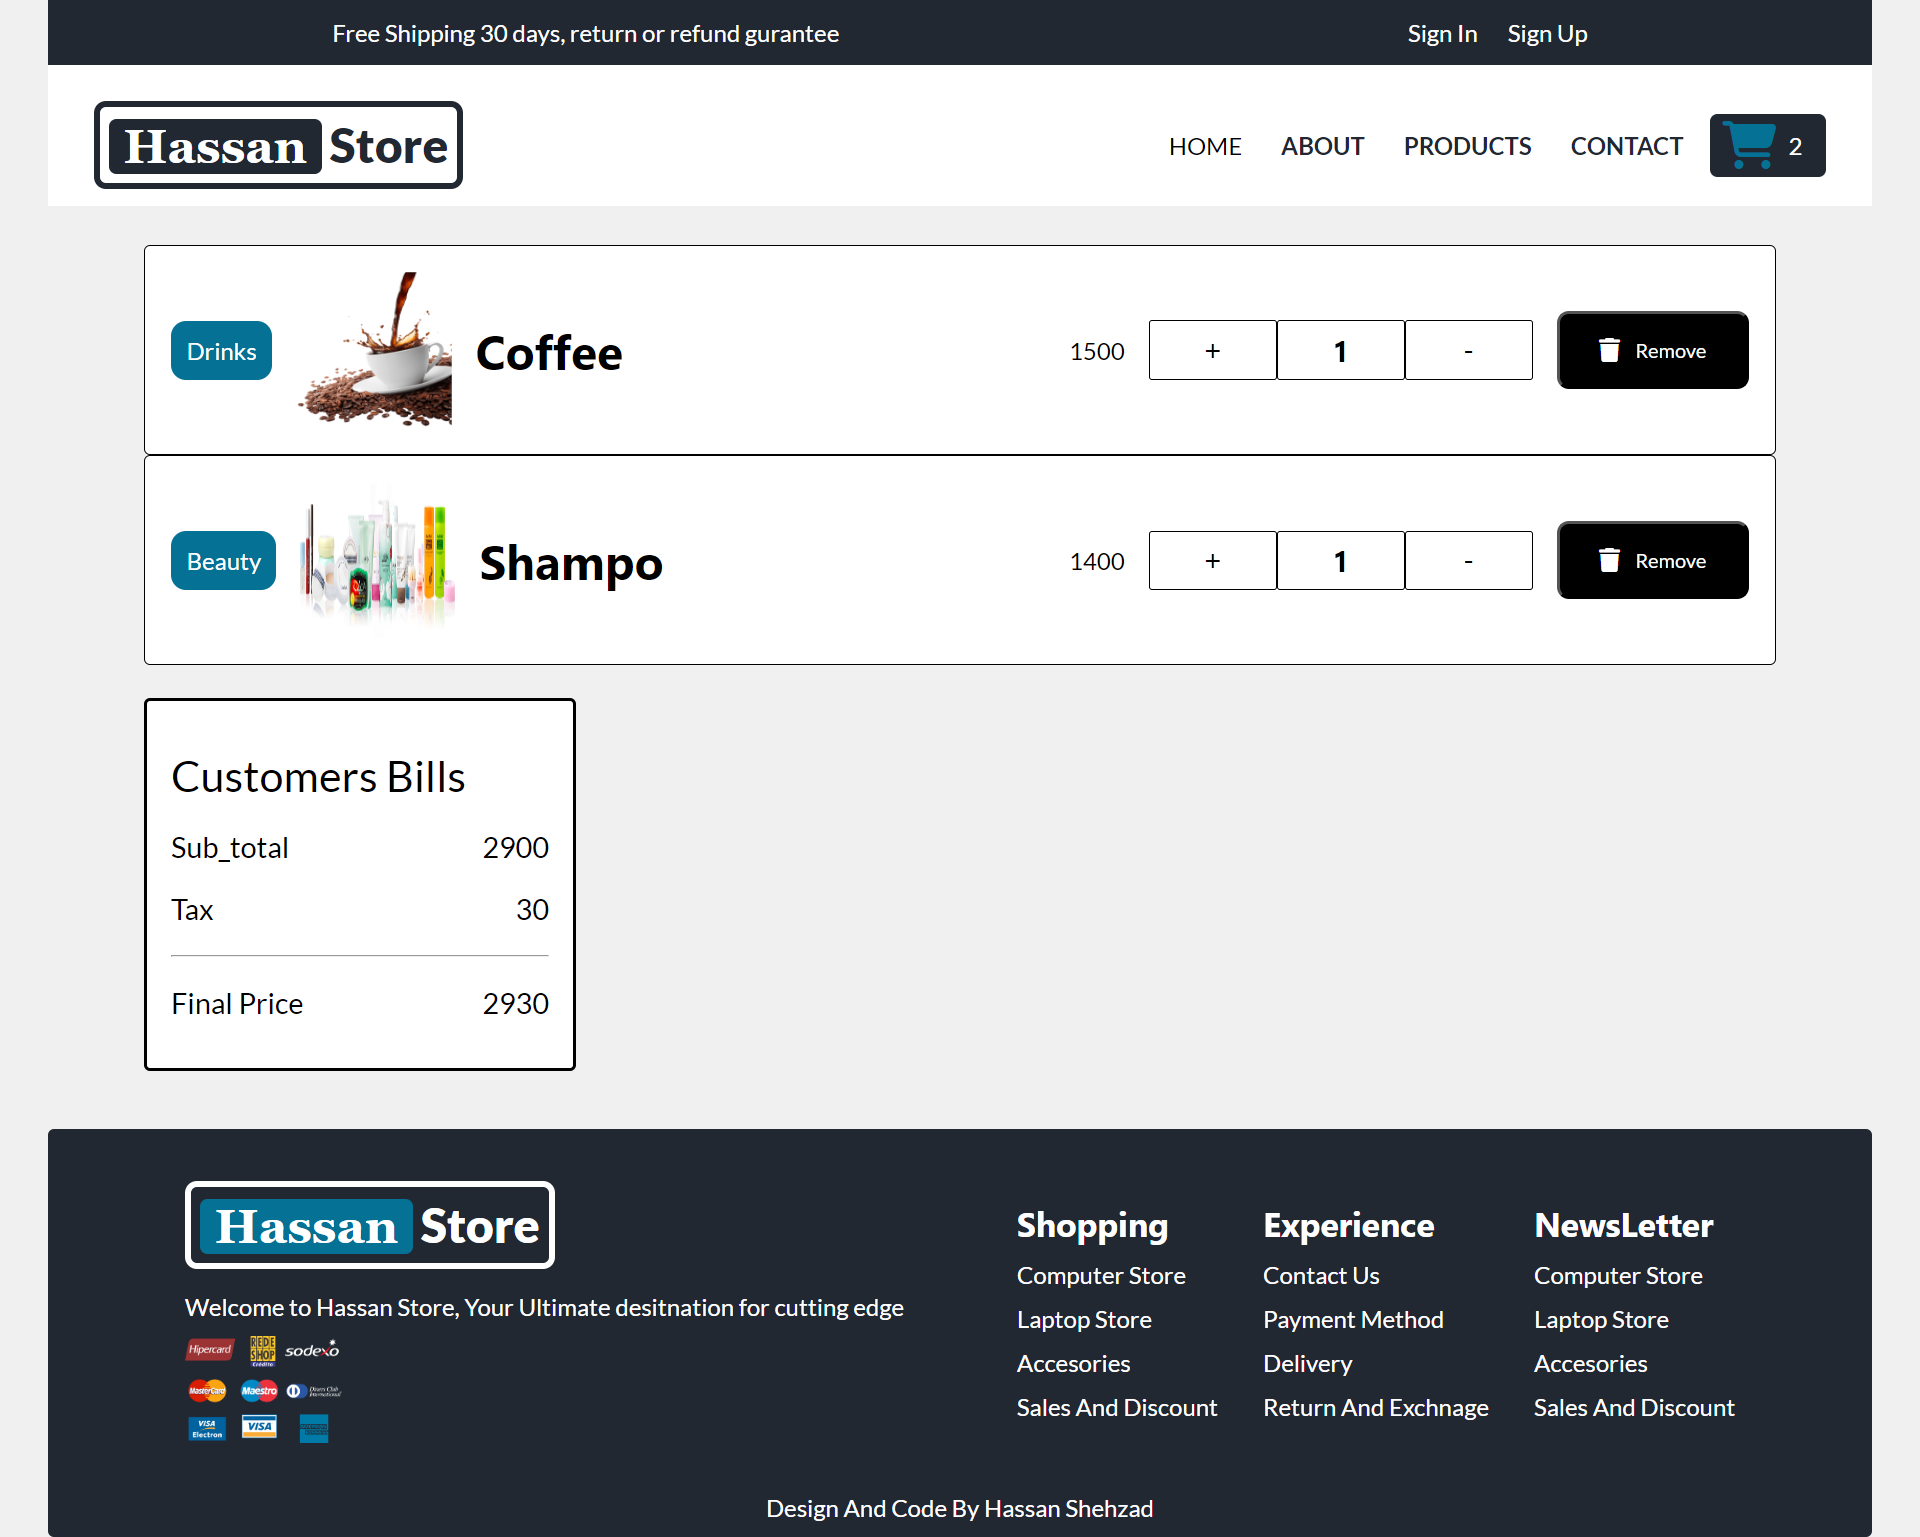 Free Shipping 30 days, return or refund gurantee
Sign In Sign Up
Hassan Store
HOME ABOUT PRODUCTS CONTACT 2
Drinks Coffee 1500 + 1 - Remove
Beauty Shampo 1400 + 1 - Remove
Customers Bills
Sub_total 2900
Tax 30
Final Price 2930
Hassan Store
Welcome to Hassan Store, Your Ultimate desitnation for cutting edge
Hipercard REDE SHOP Crédito sodexo
MasterCard Maestro Diners Club International
VISA Electron VISA
Shopping
Computer Store
Laptop Store
Accesories
Sales And Discount
Experience
Contact Us
Payment Method
Delivery
Return And Exchnage
NewsLetter
Computer Store
Laptop Store
Accesories
Sales And Discount
Design And Code By Hassan Shehzad